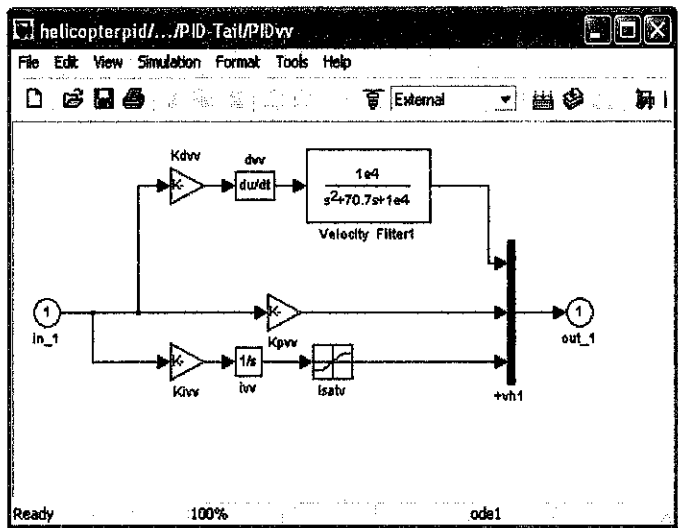 helicopterpid/.../PID-Tail/PIDvv
File Edit View Simulation Format Tools Help
External
Kdvv
dvv
K-
du/dt
1e4
s²+70.7s+1e4
Velocity Filter1
1
In_1
K-
Kpvv
1
out_1
K-
1/s
Kivv
ivv
Isatv
+vh1
Ready 100% ode1